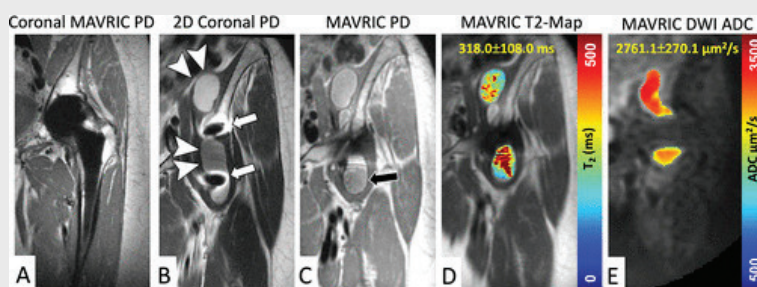 Coronal MAVRIC PD
2D Coronal PD
MAVRIC PD
MAVRIC T2-Map
MAVRIC DWI ADC
318.0±108.0 ms
2761.1±270.1 µm²/s
500
T₂ (ms)
0
3500
ADC (µm²/s)
500
A
B
C
D
E